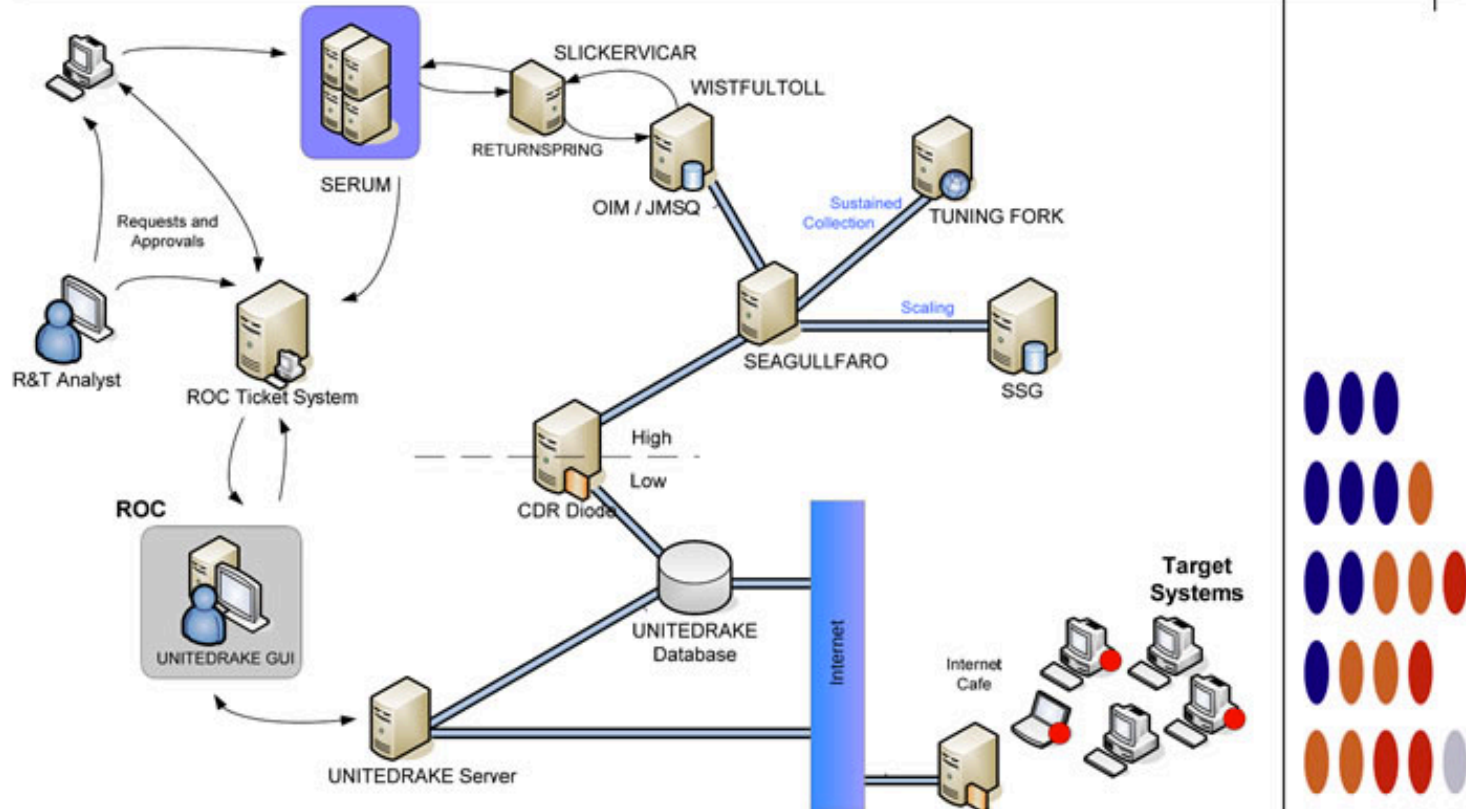 SLICKERVICAR
WISTFULTOLL
RETURNSPRING
SERUM
OIM / JMSQ
Sustained
Collection
TUNING FORK
Requests and
Approvals
Scaling
SEAGULLFARO
SSG
R&T Analyst
ROC Ticket System
High
Low
CDR Diode
ROC
UNITEDRAKE GUI
UNITEDRAKE
Database
Internet
Target
Systems
Internet
Cafe
UNITEDRAKE Server